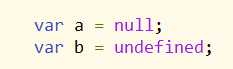 var a = null;
var b = undefined;